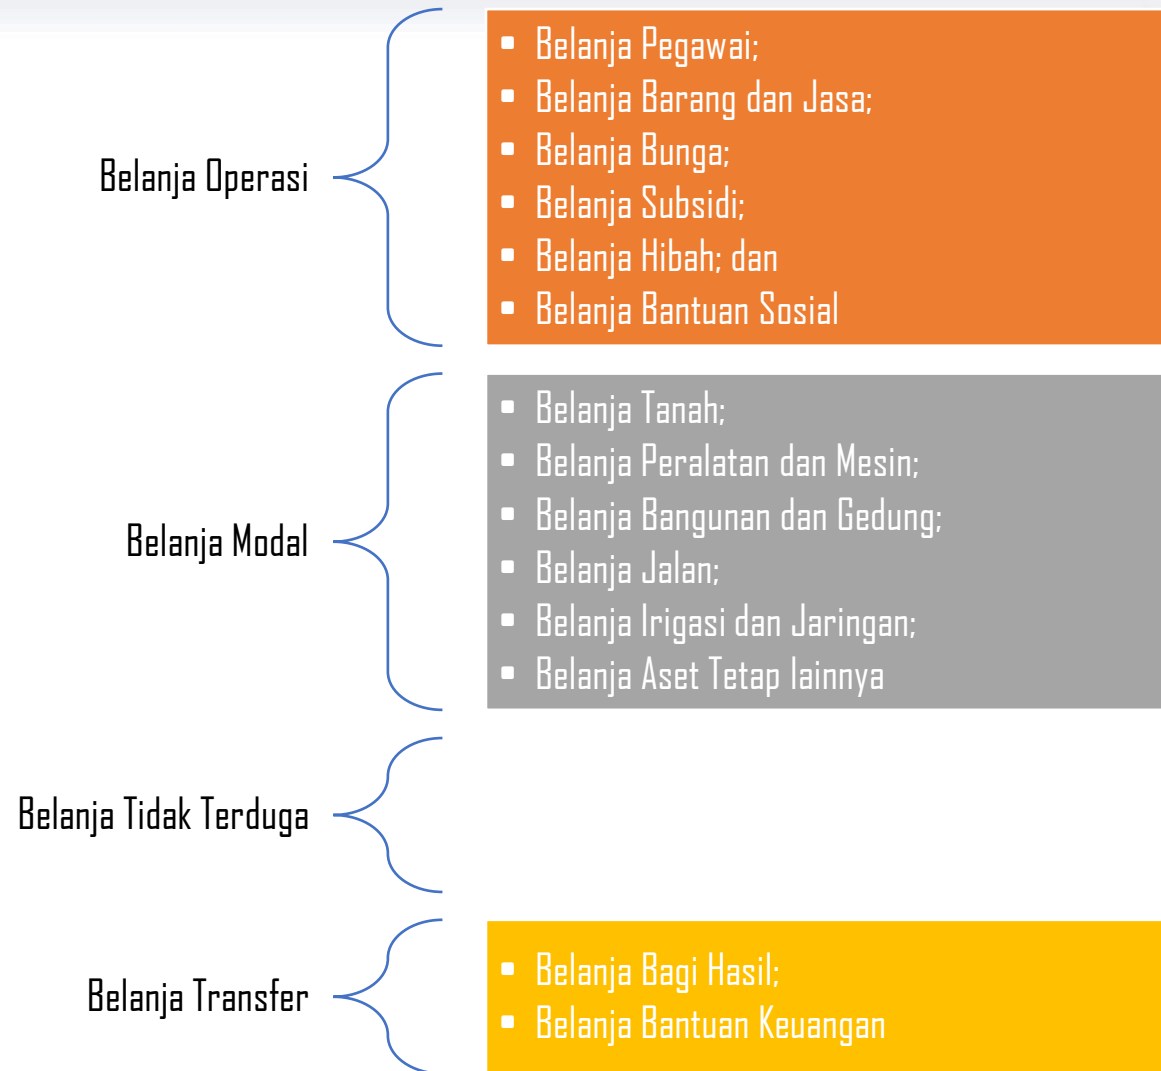 Belanja Operasi
▪ Belanja Pegawai;
▪ Belanja Barang dan Jasa;
▪ Belanja Bunga;
▪ Belanja Subsidi;
▪ Belanja Hibah; dan
▪ Belanja Bantuan Sosial
Belanja Modal
▪ Belanja Tanah;
▪ Belanja Peralatan dan Mesin;
▪ Belanja Bangunan dan Gedung;
▪ Belanja Jalan;
▪ Belanja Irigasi dan Jaringan;
▪ Belanja Aset Tetap lainnya
Belanja Tidak Terduga
Belanja Transfer
▪ Belanja Bagi Hasil;
▪ Belanja Bantuan Keuangan